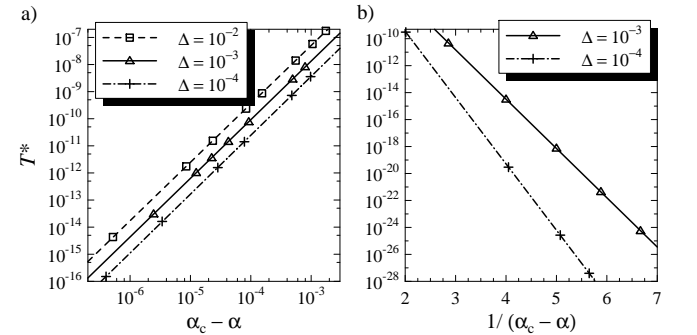 a)
Δ = 10⁻²
Δ = 10⁻³
Δ = 10⁻⁴
10⁻⁷
10⁻⁸
10⁻⁹
10⁻¹⁰
10⁻¹¹
10⁻¹²
10⁻¹³
10⁻¹⁴
10⁻¹⁵
10⁻¹⁶
T*
10⁻⁶ 10⁻⁵ 10⁻⁴ 10⁻³
α_c – α
b)
Δ = 10⁻³
Δ = 10⁻⁴
10⁻¹⁰
10⁻¹²
10⁻¹⁴
10⁻¹⁶
10⁻¹⁸
10⁻²⁰
10⁻²²
10⁻²⁴
10⁻²⁶
10⁻²⁸
2 3 4 5 6 7
1/ (α_c – α)